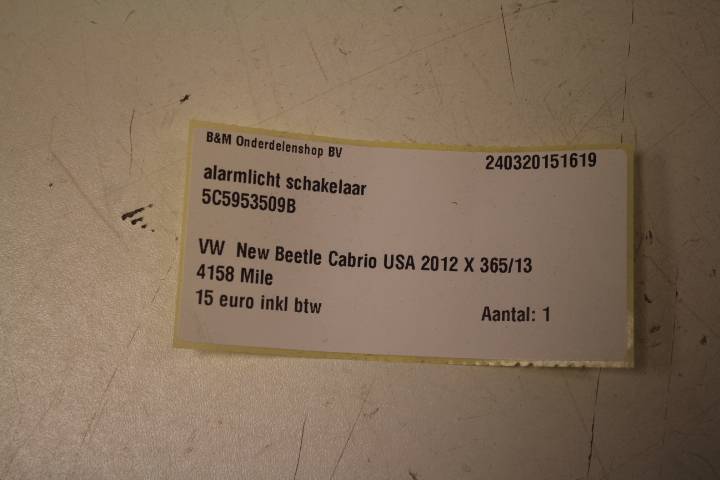 B&M Onderdelenshop BV
240320151619
alarmlicht schakelaar
5C5953509B
VW New Beetle Cabrio USA 2012 X 365/13
4158 Mile
15 euro inkl btw
Aantal: 1